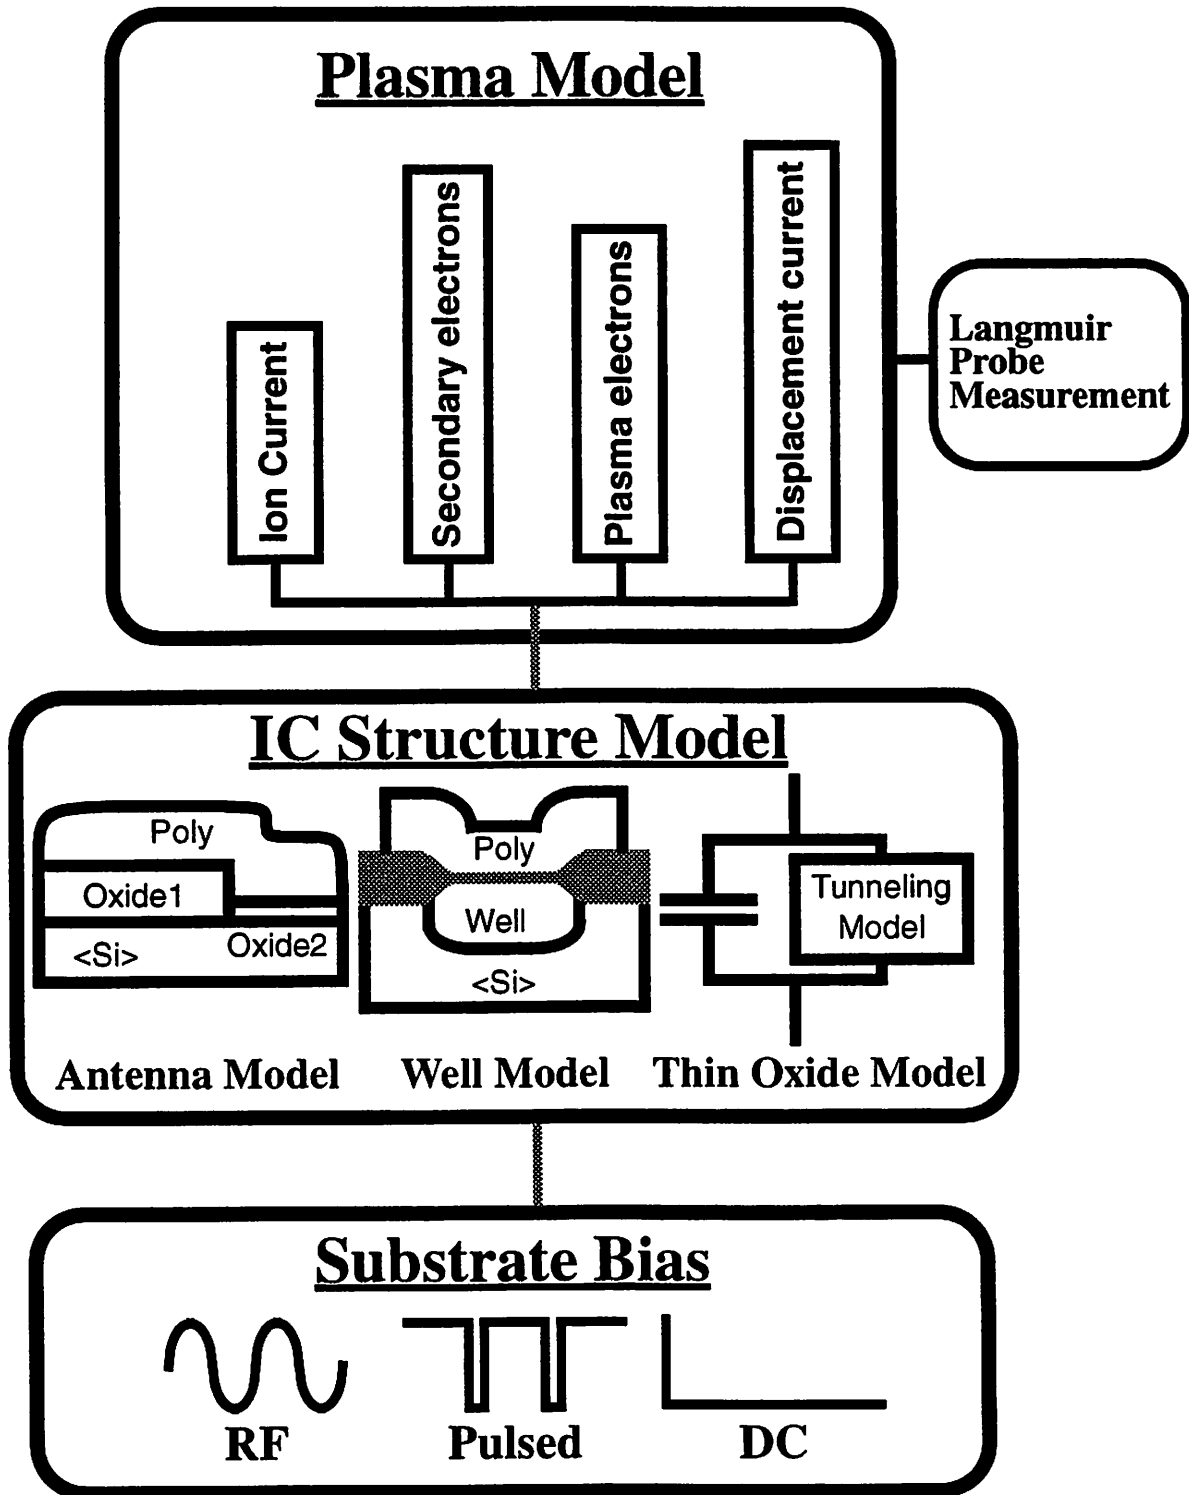 Plasma Model
Ion Current
Secondary electrons
Plasma electrons
Displacement current
Langmuir
Probe
Measurement
IC Structure Model
Poly
Oxide1
<Si>
Oxide2
Poly
Well
<Si>
Tunneling
Model
Antenna Model
Well Model
Thin Oxide Model
Substrate Bias
RF
Pulsed
DC